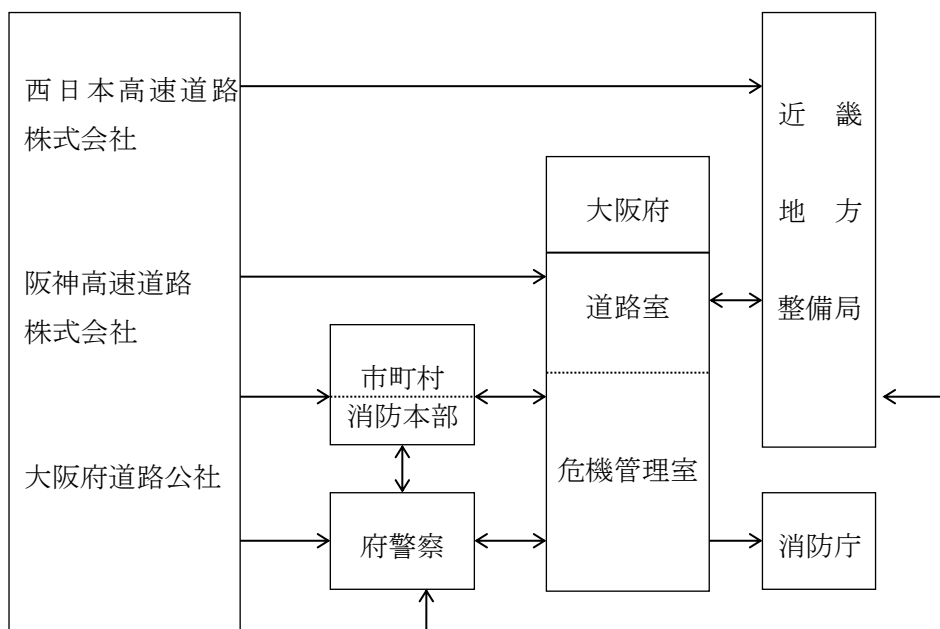 西日本高速道路
株式会社
阪神高速道路
株式会社
大阪府道路公社
市町村
消防本部
府警察
大阪府
道路室
危機管理室
近　畿
地　方
整備局
消防庁